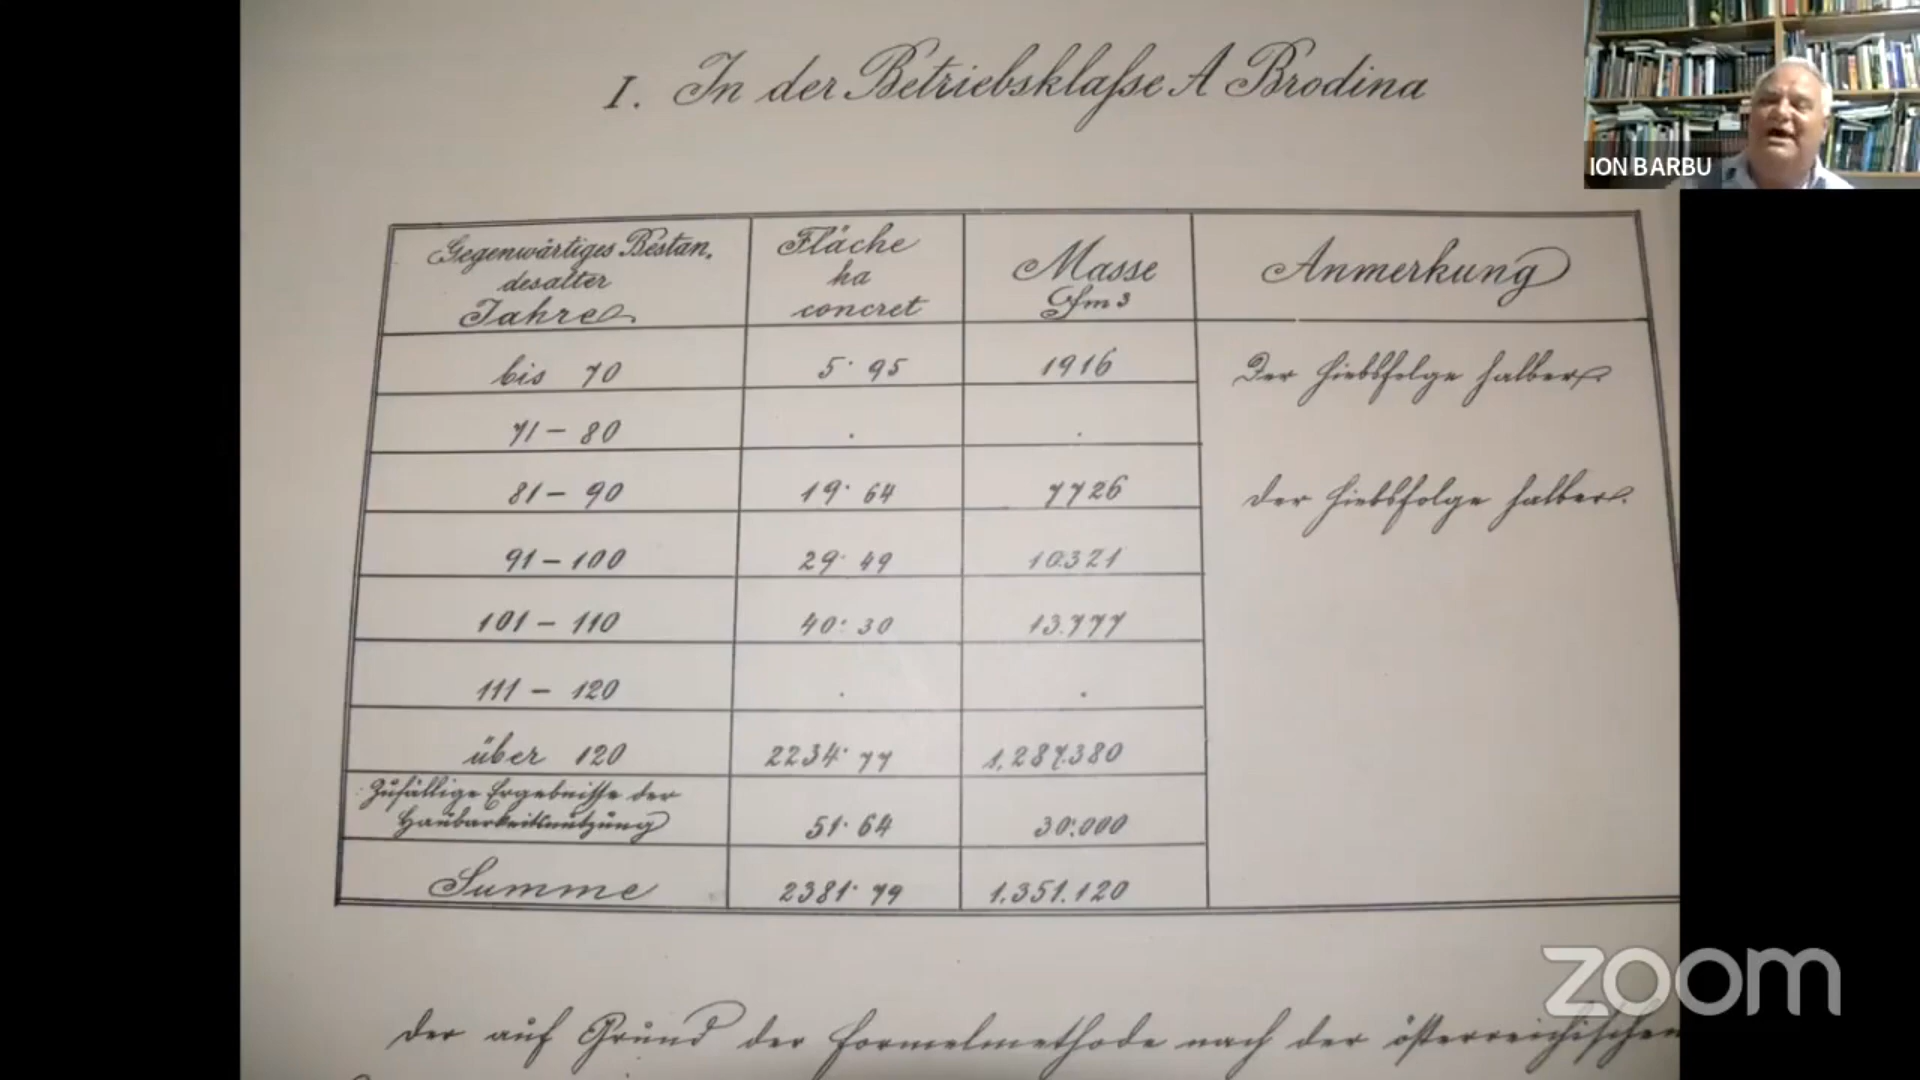 I. In der Betriebsklaſse A Brodina
ION BARBU
Gegenwärtiges Bestan,
desalter
Jahre
Fläche
ha
concret
Masse
fm3
Anmerkung
bis 70 5· 95 1916 Der Hiebsfolge halber.
71 – 80 . .
81 – 90 19· 64 7726 der Hiebsfolge halber.
91 – 100 29· 49 10321
101 – 110 40· 30 13.777
111 – 120 . .
über 120 2234· 77 1.287.380
Zufällige Ergebnisse der
Haubarkeitsnutzung
51· 64 30.000
Summe 2381· 79 1.351.120
zoom
der auf Grund der Formelmethode nach der österreichischen